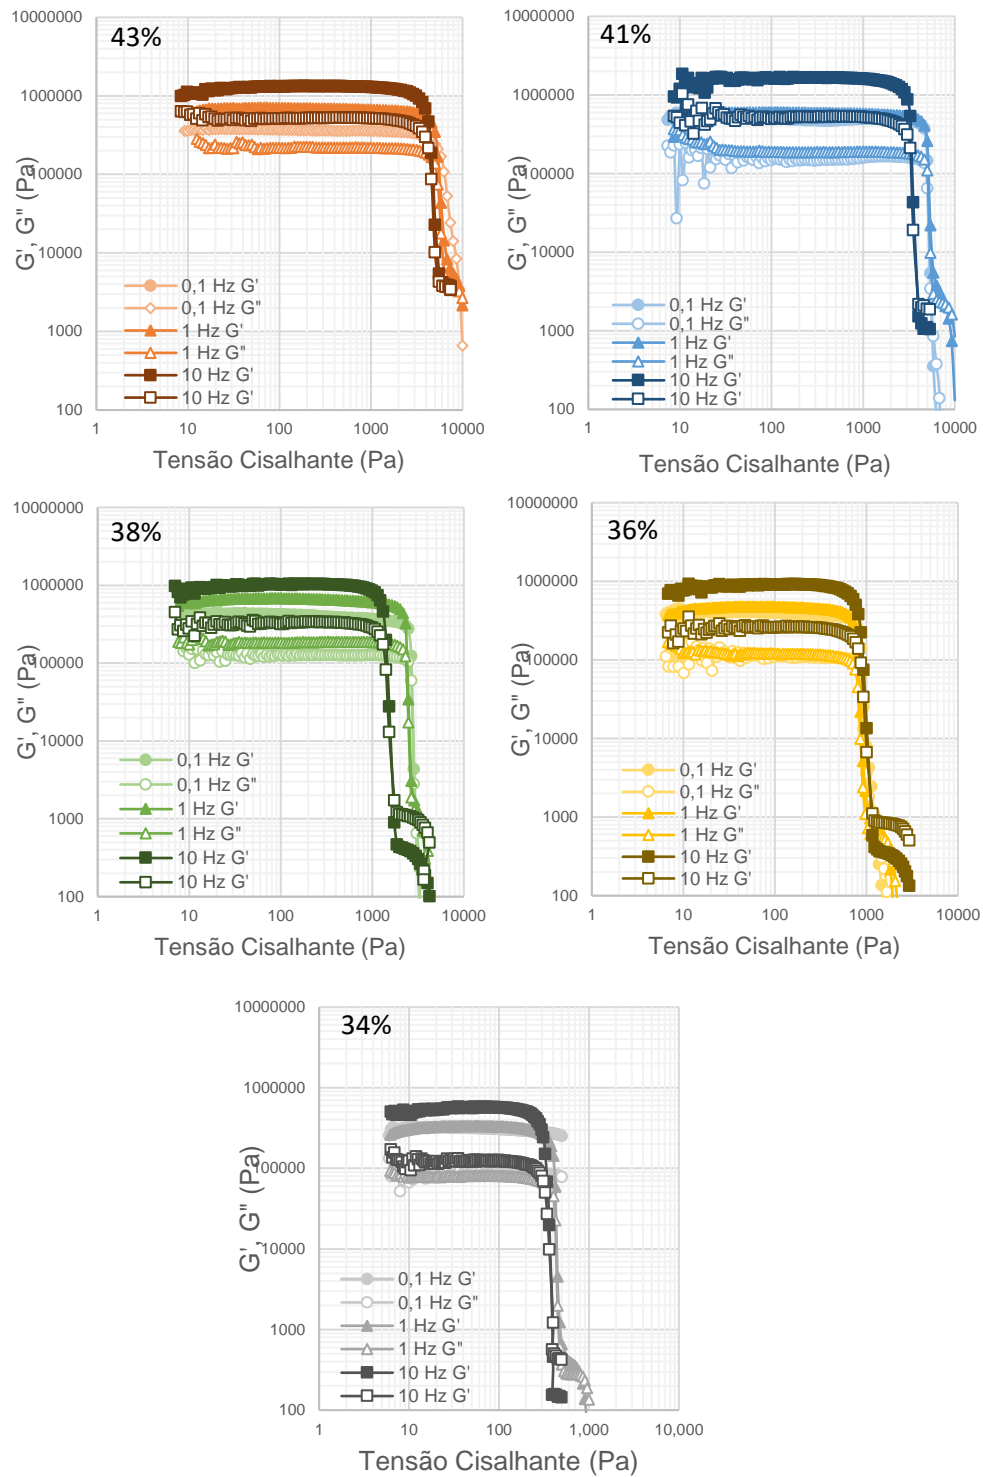 43%
10000000
1000000
100000
10000
1000
100
G', G" (Pa)
0,1 Hz G'
0,1 Hz G"
1 Hz G'
1 Hz G"
10 Hz G'
10 Hz G'
1 10 100 1000 10000
Tensão Cisalhante (Pa)
41%
10000000
1000000
100000
10000
1000
100
G', G" (Pa)
0,1 Hz G'
0,1 Hz G"
1 Hz G'
1 Hz G"
10 Hz G'
10 Hz G'
1 10 100 1000 10000
Tensão Cisalhante (Pa)
38%
10000000
1000000
100000
10000
1000
100
G', G" (Pa)
0,1 Hz G'
0,1 Hz G"
1 Hz G'
1 Hz G"
10 Hz G'
10 Hz G'
1 10 100 1000 10000
Tensão Cisalhante (Pa)
36%
10000000
1000000
100000
10000
1000
100
G', G" (Pa)
0,1 Hz G'
0,1 Hz G"
1 Hz G'
1 Hz G"
10 Hz G'
10 Hz G'
1 10 100 1000 10000
Tensão Cisalhante (Pa)
34%
10000000
1000000
100000
10000
1000
100
G', G" (Pa)
0,1 Hz G'
0,1 Hz G"
1 Hz G'
1 Hz G"
10 Hz G'
10 Hz G'
1 10 100 1,000 10,000
Tensão Cisalhante (Pa)